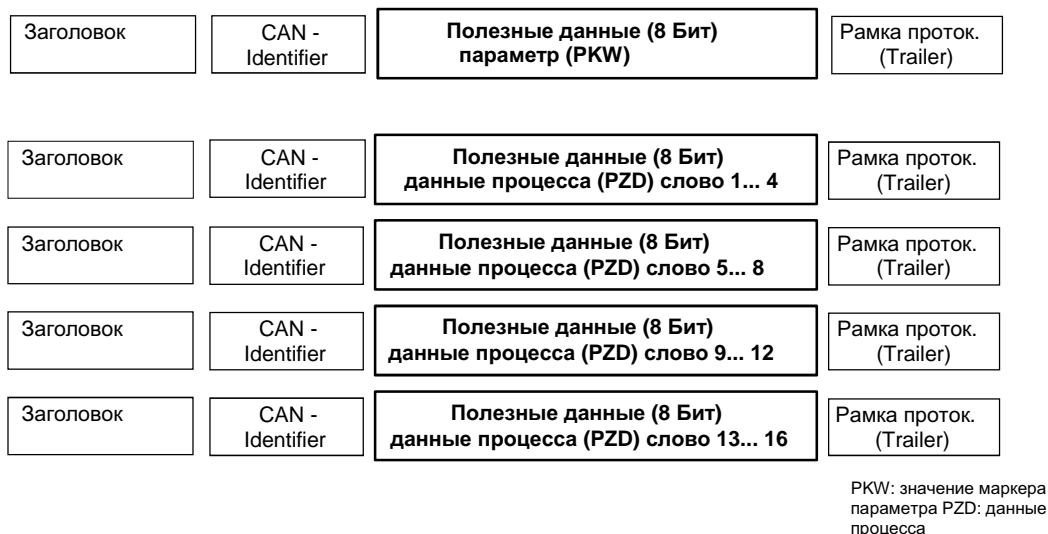 Заголовок
CAN -
Identifier
Полезные данные (8 Бит)
параметр (PKW)
Рамка проток.
(Trailer)
Заголовок
CAN -
Identifier
Полезные данные (8 Бит)
данные процесса (PZD) слово 1... 4
Рамка проток.
(Trailer)
Заголовок
CAN -
Identifier
Полезные данные (8 Бит)
данные процесса (PZD) слово 5... 8
Рамка проток.
(Trailer)
Заголовок
CAN -
Identifier
Полезные данные (8 Бит)
данные процесса (PZD) слово 9... 12
Рамка проток.
(Trailer)
Заголовок
CAN -
Identifier
Полезные данные (8 Бит)
данные процесса (PZD) слово 13... 16
Рамка проток.
(Trailer)
PKW: значение маркера
параметра PZD: данные
процесса